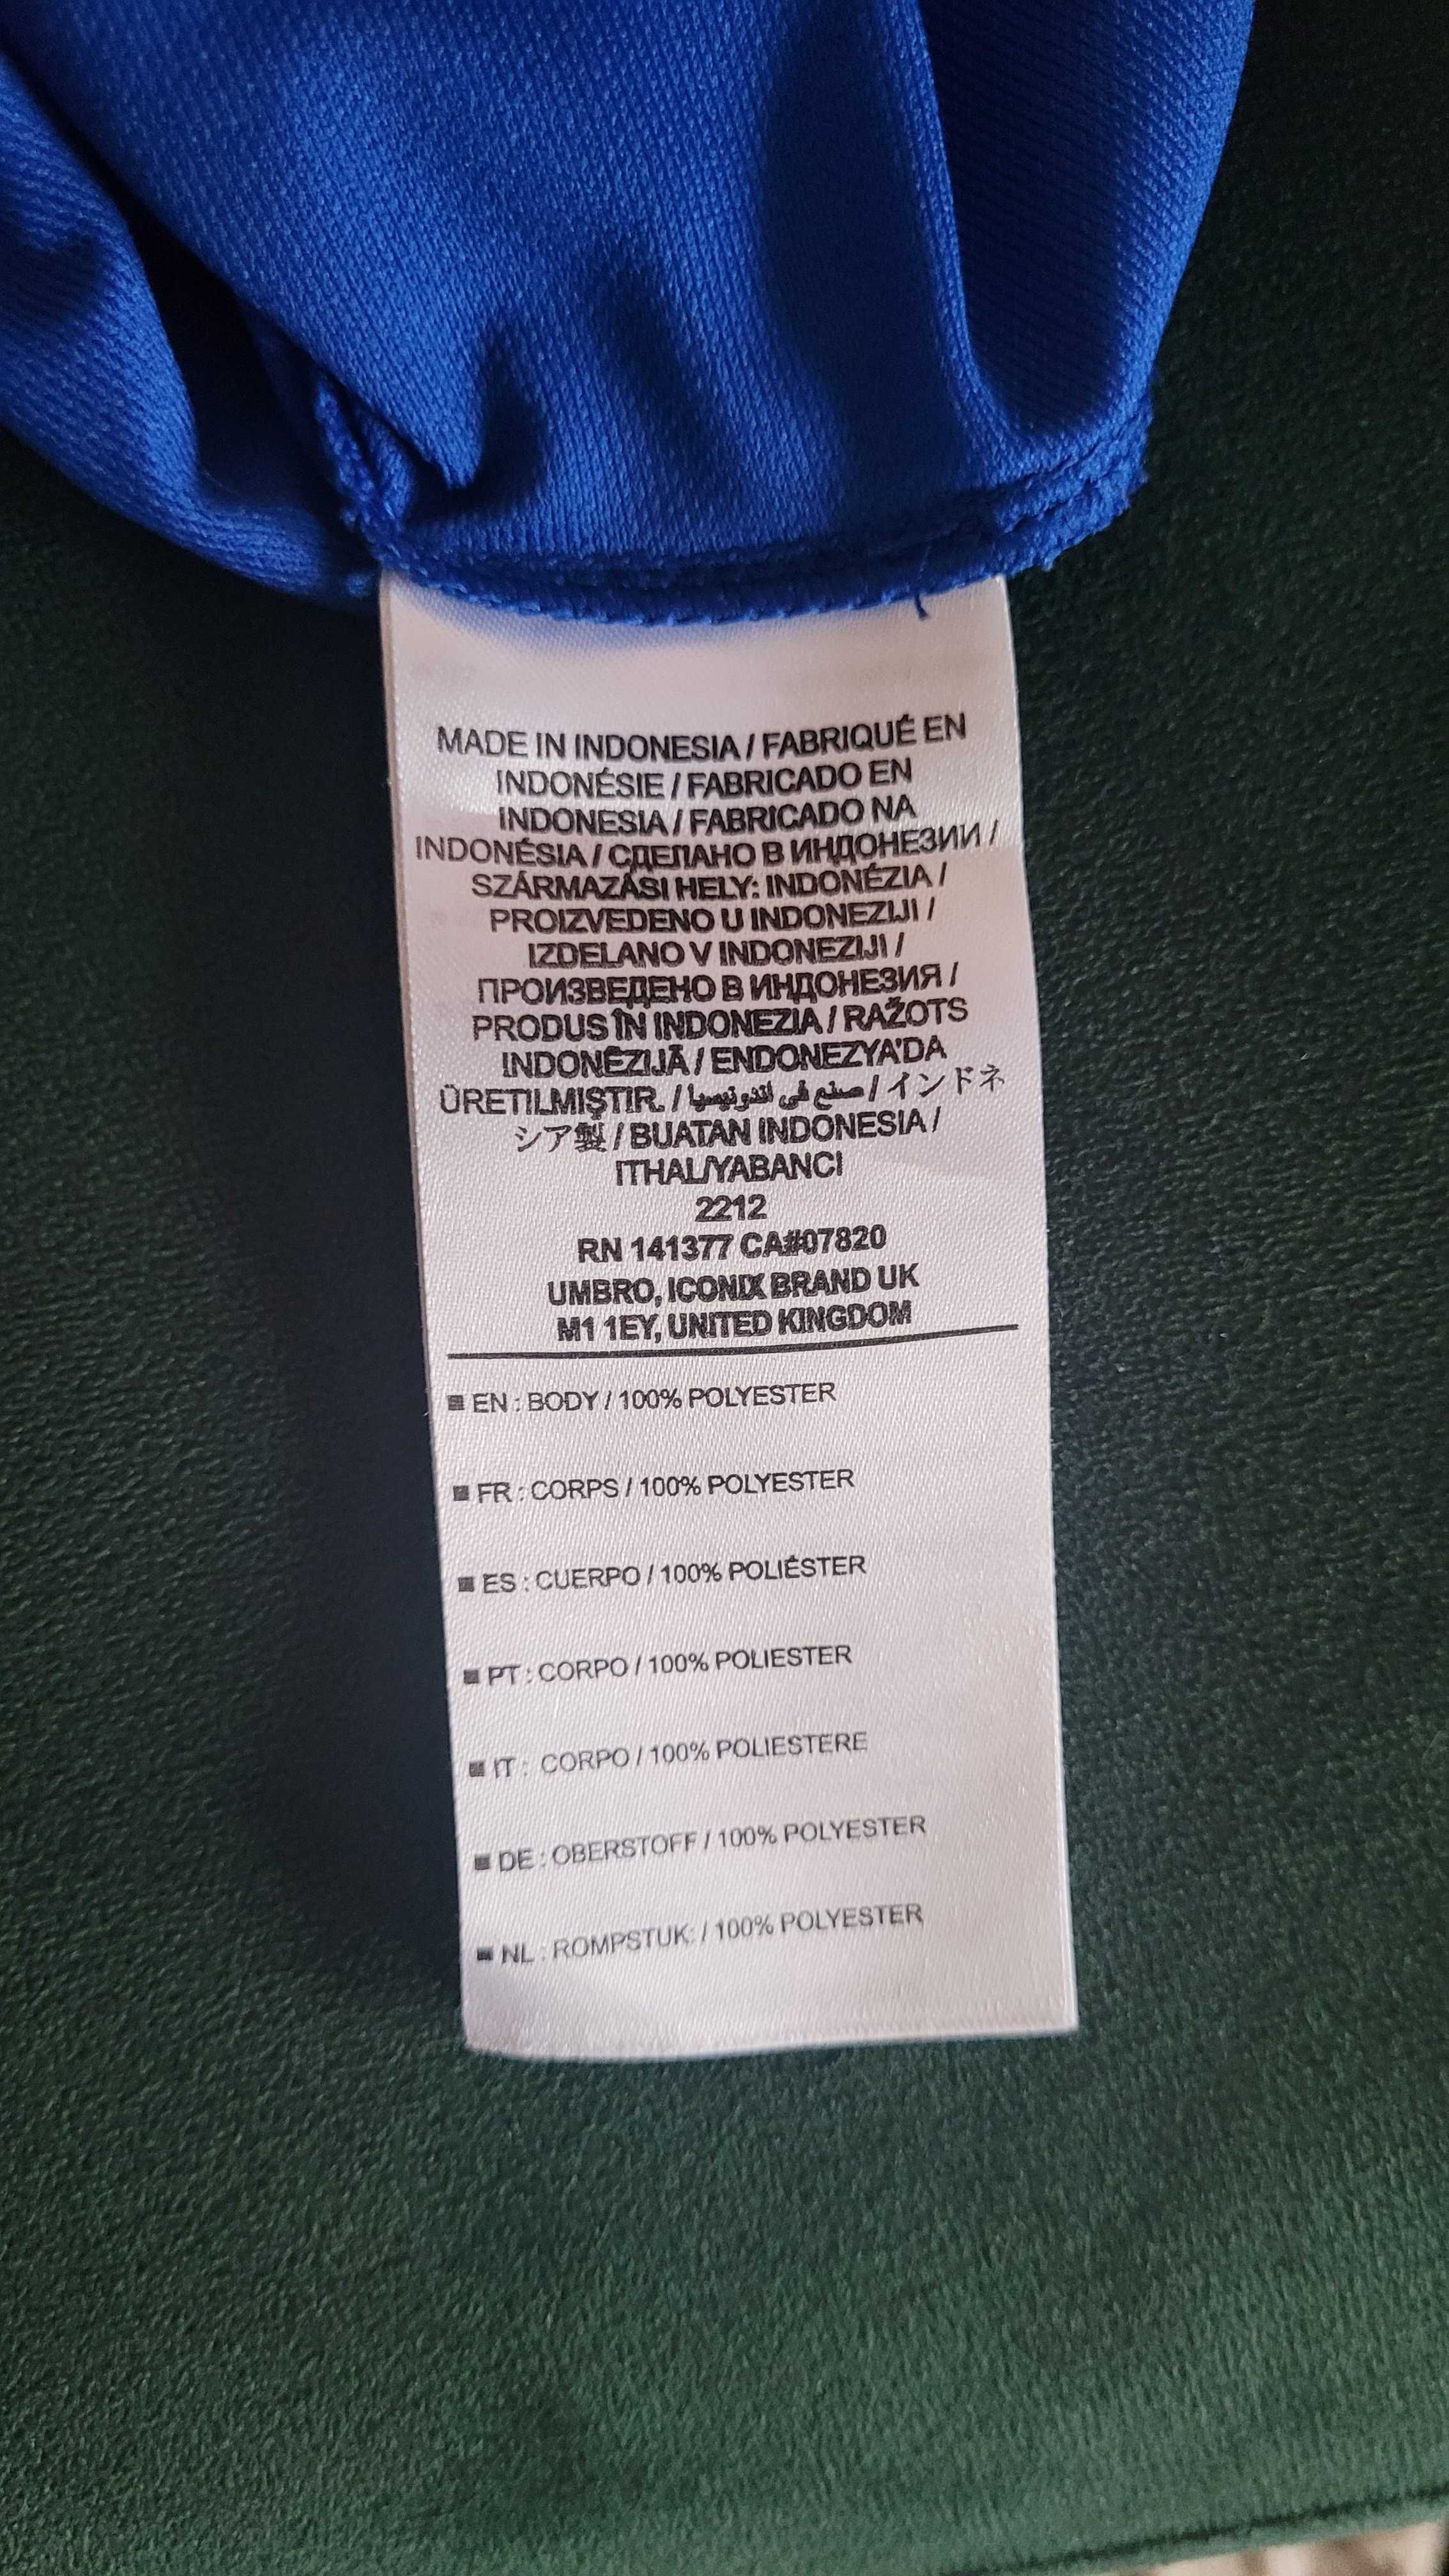 MADE IN INDONESIA / FABRIQUÉ EN
INDONÉSIE / FABRICADO EN
INDONESIA / FABRICADO NA
INDONÉSIA / СДЕЛАНО В ИНДОНЕЗИИ /
SZÁRMAZÁSI HELY: INDONÉZIA /
PROIZVEDENO U INDONEZIJI /
IZDELANO V INDONEZIJI /
ПРОИЗВЕДЕНО В ИНДОНЕЗИЯ /
PRODUS ÎN INDONEZIA / RAŽOTS
INDONĒZIJĀ / ENDONEZYA'DA
ÜRETILMIŞTIR. / صنع في اندونيسيا / インドネ
シア製 / BUATAN INDONESIA /
ITHAL/YABANCI
2212
RN 141377 CA#07820
UMBRO, ICONIX BRAND UK
M1 1EY, UNITED KINGDOM
■ EN : BODY / 100% POLYESTER
■ FR : CORPS / 100% POLYESTER
■ ES : CUERPO / 100% POLIÉSTER
■ PT : CORPO / 100% POLIESTER
■ IT : CORPO / 100% POLIESTERE
■ DE : OBERSTOFF / 100% POLYESTER
■ NL : ROMPSTUK: / 100% POLYESTER